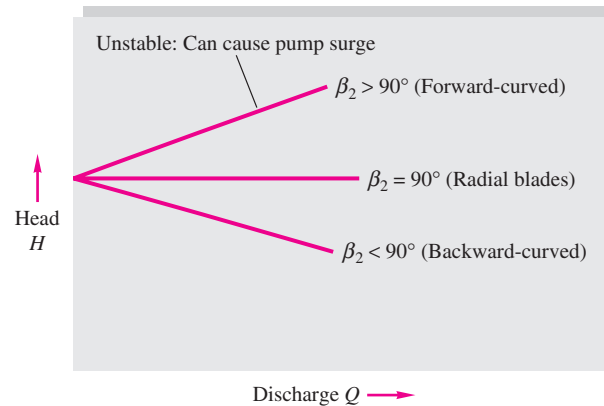 Unstable: Can cause pump surge
β₂ > 90° (Forward-curved)
β₂ = 90° (Radial blades)
Head
H
β₂ < 90° (Backward-curved)
Discharge Q